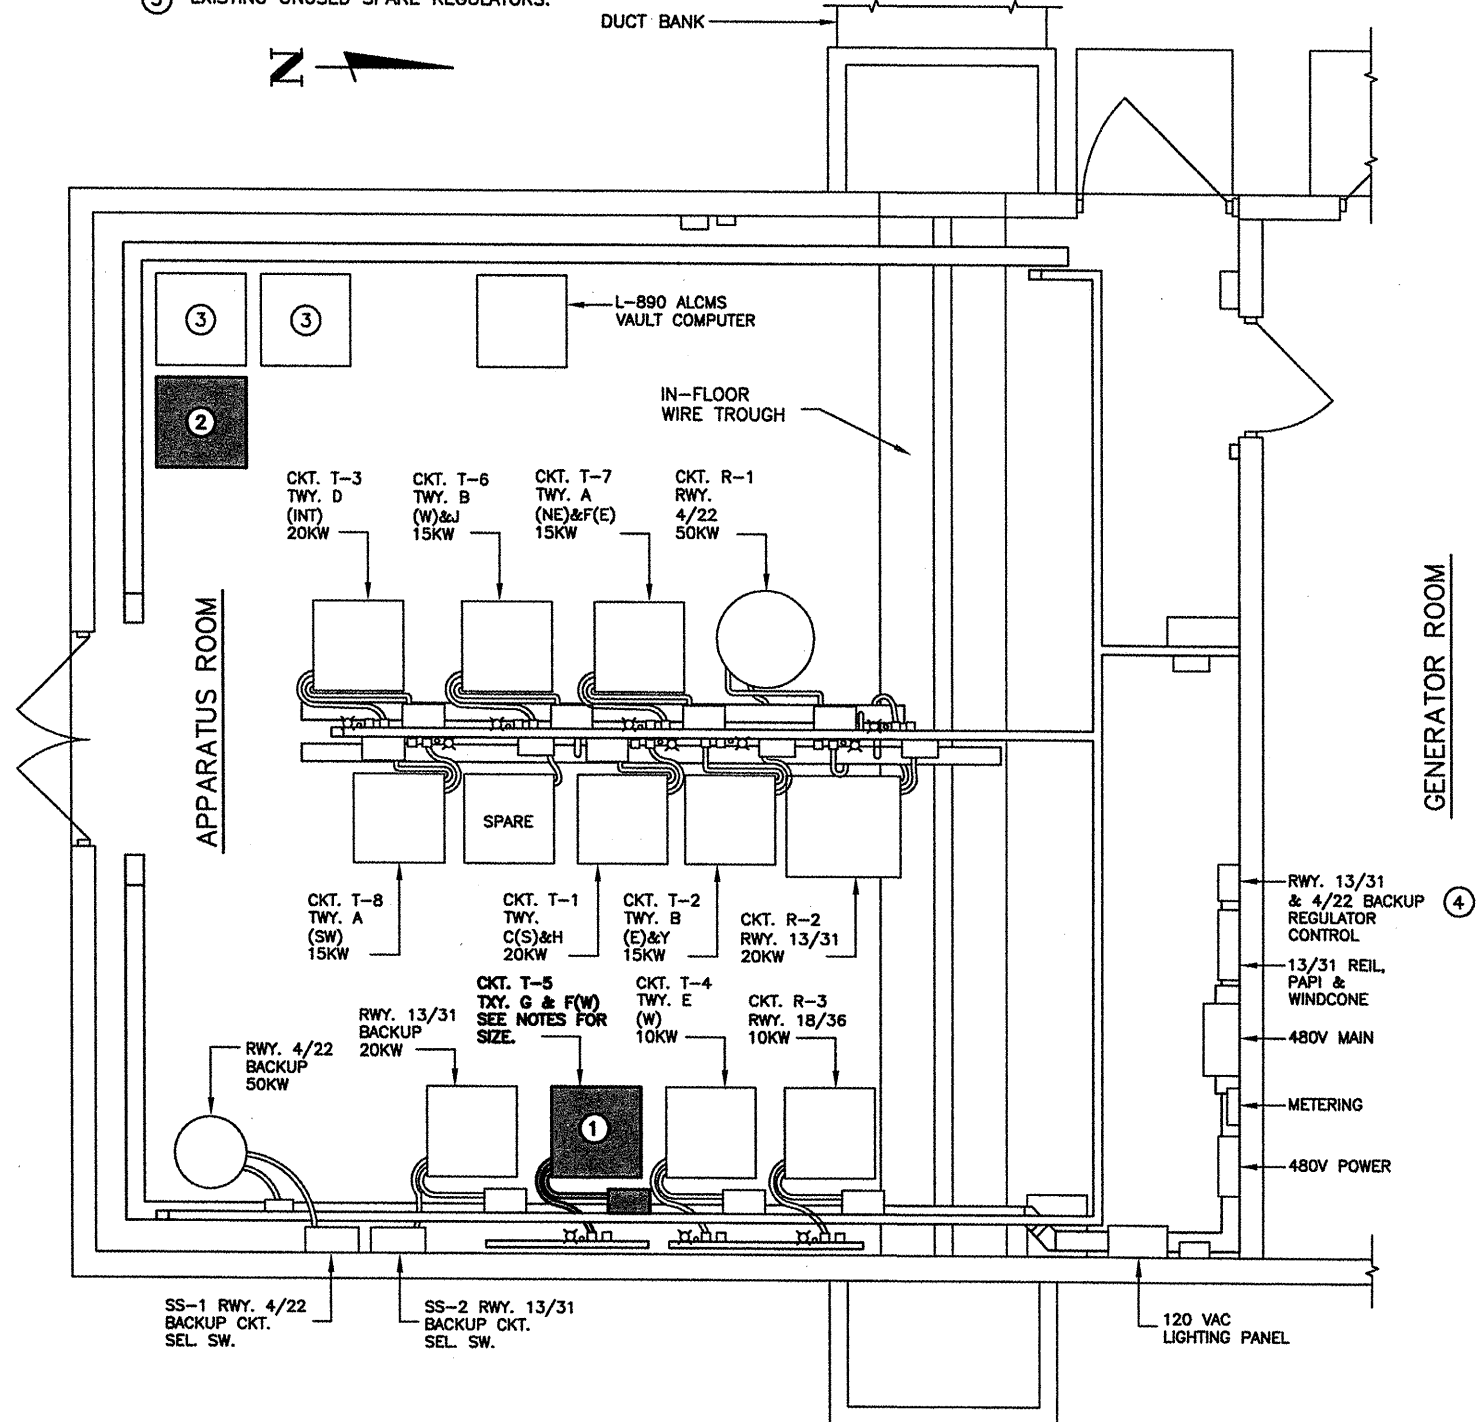 3 EXISTING UNUSED SPARE REGULATORS.
DUCT BANK
N
3
3
L-890 ALCMS
VAULT COMPUTER
2
IN-FLOOR
WIRE TROUGH
CKT. T-3
TWY. D
(INT)
20KW
CKT. T-6
TWY. B
(W)&J
15KW
CKT. T-7
TWY. A
(NE)&F(E)
15KW
CKT. R-1
RWY.
4/22
50KW
APPARATUS ROOM
GENERATOR ROOM
SPARE
CKT. T-8
TWY. A
(SW)
15KW
CKT. T-1
TWY.
C(S)&H
20KW
CKT. T-2
TWY. B
(E)&Y
15KW
CKT. R-2
RWY. 13/31
20KW
RWY. 13/31
& 4/22 BACKUP
REGULATOR
CONTROL
4
13/31 REIL,
PAPI &
WINDCONE
480V MAIN
METERING
480V POWER
RWY. 4/22
BACKUP
50KW
RWY. 13/31
BACKUP
20KW
CKT. T-5
TXY. G & F(W)
SEE NOTES FOR
SIZE.
CKT. T-4
TWY. E
(W)
10KW
CKT. R-3
RWY. 18/36
10KW
1
SS-1 RWY. 4/22
BACKUP CKT.
SEL. SW.
SS-2 RWY. 13/31
BACKUP CKT.
SEL. SW.
120 VAC
LIGHTING PANEL